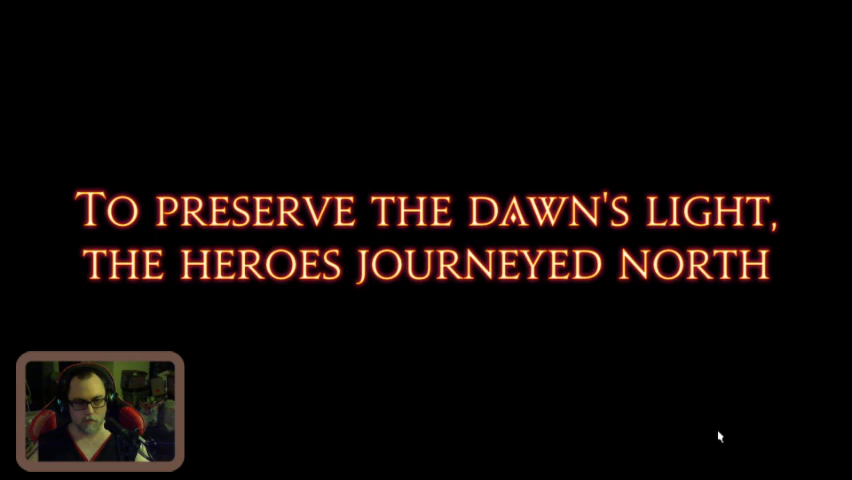 To preserve the dawn's light,
the heroes journeyed north